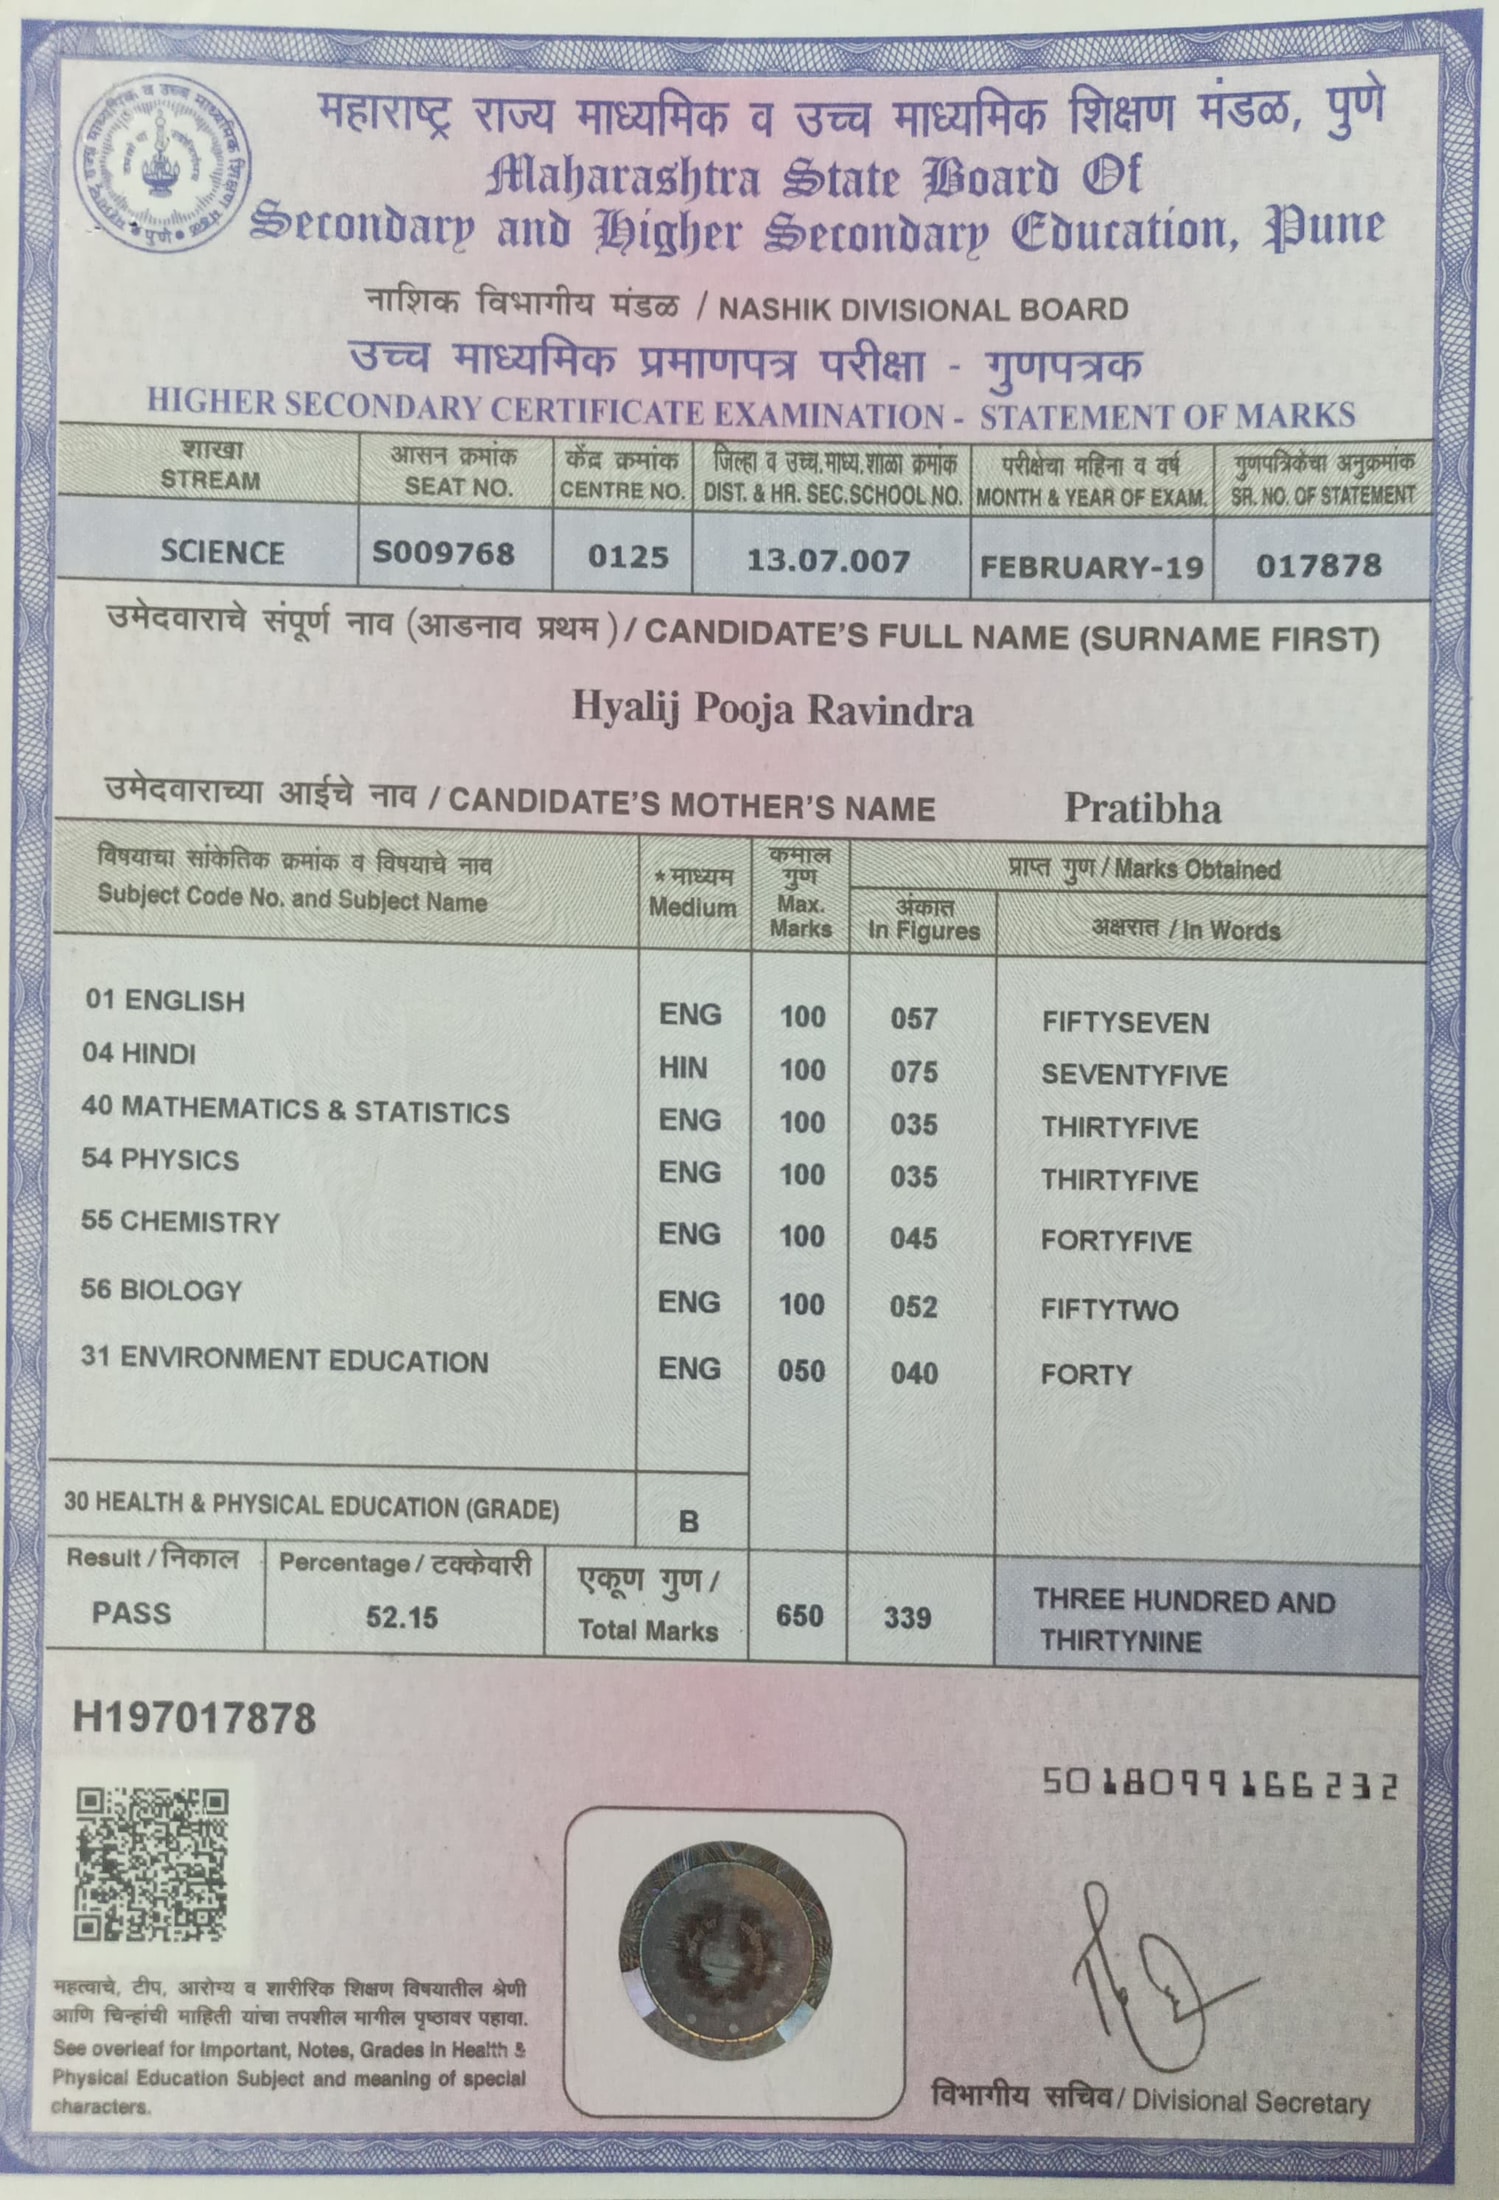 महाराष्ट्र राज्य माध्यमिक व उच्च माध्यमिक शिक्षण मंडळ, पुणे
Maharashtra State Board Of
Secondary and Higher Secondary Education, Pune
नाशिक विभागीय मंडळ / NASHIK DIVISIONAL BOARD
उच्च माध्यमिक प्रमाणपत्र परीक्षा - गुणपत्रक
HIGHER SECONDARY CERTIFICATE EXAMINATION - STATEMENT OF MARKS
शाखा आसन क्रमांक केंद्र क्रमांक जिल्हा व उच्च.माध्य.शाळा क्रमांक परीक्षेचा महिना व वर्ष गुणपत्रिकेचा अनुक्रमांक
STREAM SEAT NO. CENTRE NO. DIST. & HR. SEC.SCHOOL NO. MONTH & YEAR OF EXAM. SR. NO. OF STATEMENT
SCIENCE S009768 0125 13.07.007 FEBRUARY-19 017878
उमेदवाराचे संपूर्ण नाव (आडनाव प्रथम) / CANDIDATE'S FULL NAME (SURNAME FIRST)
Hyalij Pooja Ravindra
उमेदवाराच्या आईचे नाव / CANDIDATE'S MOTHER'S NAME Pratibha
विषयाचा सांकेतिक क्रमांक व विषयाचे नाव
Subject Code No. and Subject Name
* माध्यम
Medium
कमाल
गुण
Max.
Marks
प्राप्त गुण / Marks Obtained
अंकात
In Figures
अक्षरात / In Words
01 ENGLISH ENG 100 057 FIFTYSEVEN
04 HINDI HIN 100 075 SEVENTYFIVE
40 MATHEMATICS & STATISTICS ENG 100 035 THIRTYFIVE
54 PHYSICS ENG 100 035 THIRTYFIVE
55 CHEMISTRY ENG 100 045 FORTYFIVE
56 BIOLOGY ENG 100 052 FIFTYTWO
31 ENVIRONMENT EDUCATION ENG 050 040 FORTY
30 HEALTH & PHYSICAL EDUCATION (GRADE) B
Result / निकाल
PASS
Percentage / टक्केवारी
52.15
एकूण गुण /
Total Marks
650 339
THREE HUNDRED AND
THIRTYNINE
H197017878
5018099166232
महत्वाचे, टीप, आरोग्य व शारीरिक शिक्षण विषयातील श्रेणी
आणि चिन्हांची माहिती यांचा तपशील मागील पृष्ठावर पहावा.
See overleaf for Important, Notes, Grades in Health &
Physical Education Subject and meaning of special
characters.
विभागीय सचिव / Divisional Secretary